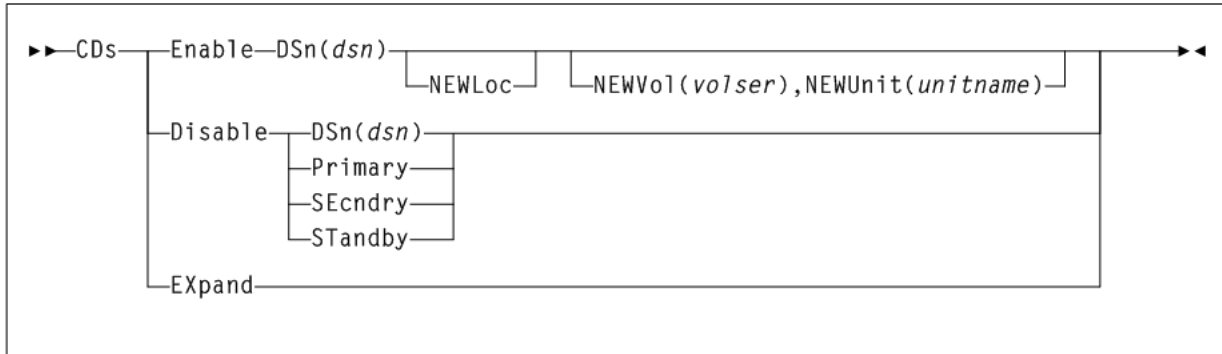 CDs Enable DSn(dsn)
NEWLoc NEWVol(volser),NEWUnit(unitname)
Disable DSn(dsn)
Primary
SEcndry
STandby
EXpand